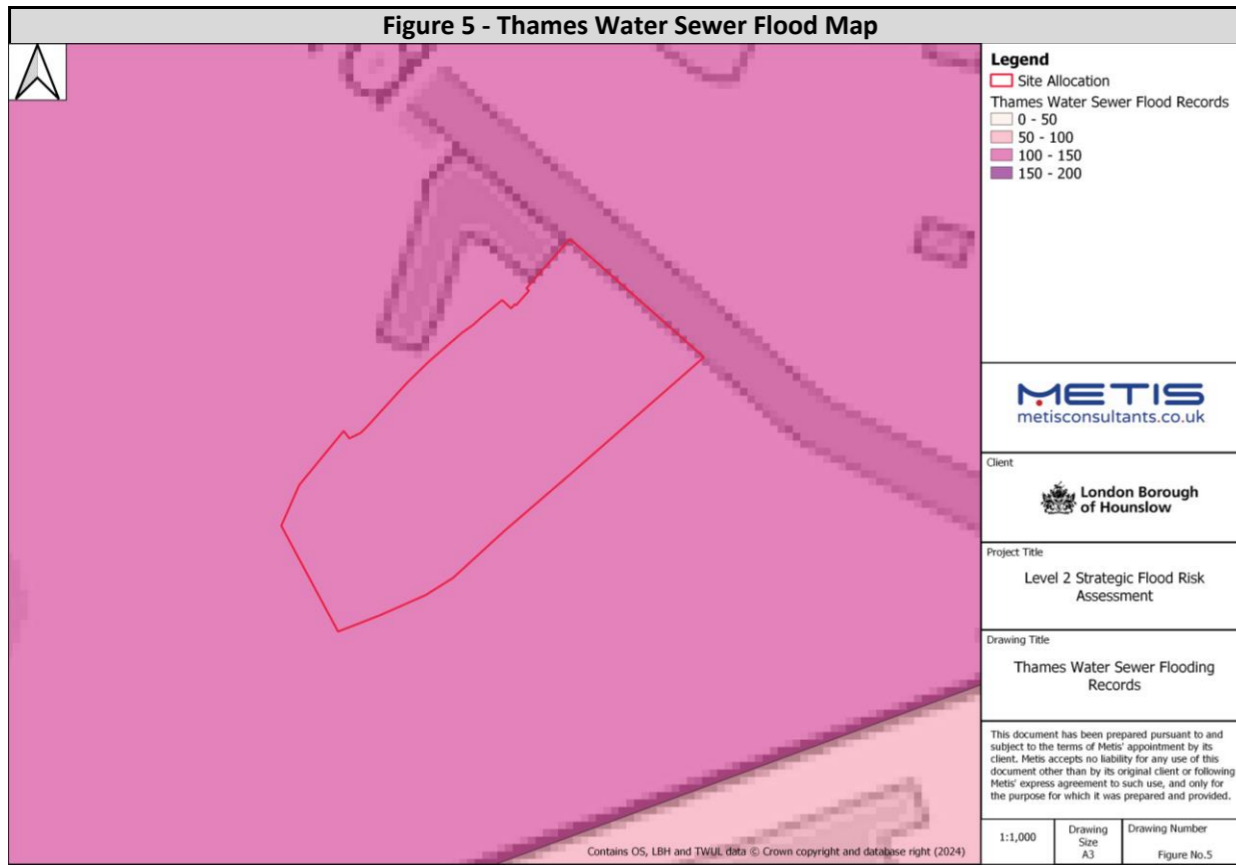 Figure 5 - Thames Water Sewer Flood Map
Legend
Site Allocation
Thames Water Sewer Flood Records
0 - 50
50 - 100
100 - 150
150 - 200
METIS
metisconsultants.co.uk
Client
London Borough
of Hounslow
Project Title
Level 2 Strategic Flood Risk
Assessment
Drawing Title
Thames Water Sewer Flooding
Records
This document has been prepared pursuant to and
subject to the terms of Metis' appointment by its
client. Metis accepts no liability for any use of this
document other than by its original client or following
Metis' express agreement to such use, and only for
the purpose for which it was prepared and provided.
1:1,000
Drawing
Size
A3
Drawing Number
Figure No.5
Contains OS, LBH and TWUL data © Crown copyright and database right (2024)